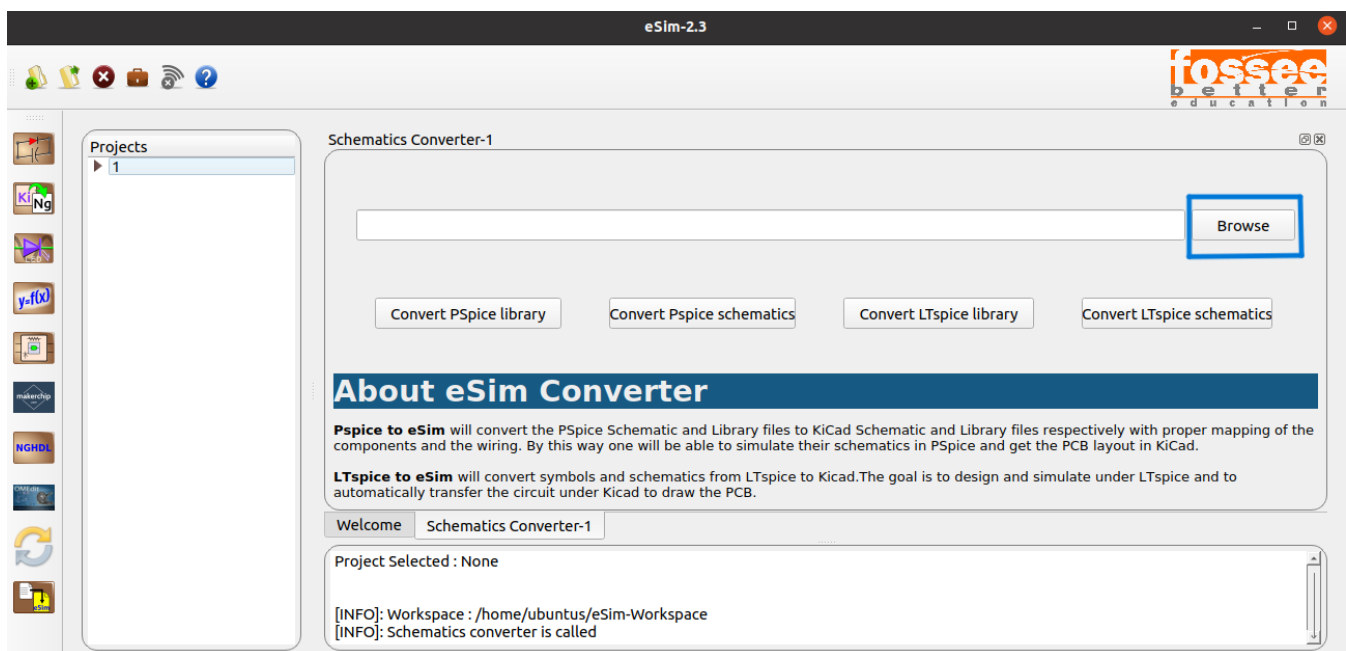 eSim-2.3
fossee
better
education
Projects
1
Schematics Converter-1
Ki
Ng
Browse
y=f(x)
Convert PSpice library
Convert Pspice schematics
Convert LTspice library
Convert LTspice schematics
makerchip
About eSim Converter
Pspice to eSim will convert the PSpice Schematic and Library files to KiCad Schematic and Library files respectively with proper mapping of the
components and the wiring. By this way one will be able to simulate their schematics in PSpice and get the PCB layout in KiCad.
NGHDL
LTspice to eSim will convert symbols and schematics from LTspice to Kicad.The goal is to design and simulate under LTspice and to
automatically transfer the circuit under Kicad to draw the PCB.
OMEdit
Welcome
Schematics Converter-1
Project Selected : None
[INFO]: Workspace : /home/ubuntus/eSim-Workspace
[INFO]: Schematics converter is called
eSim